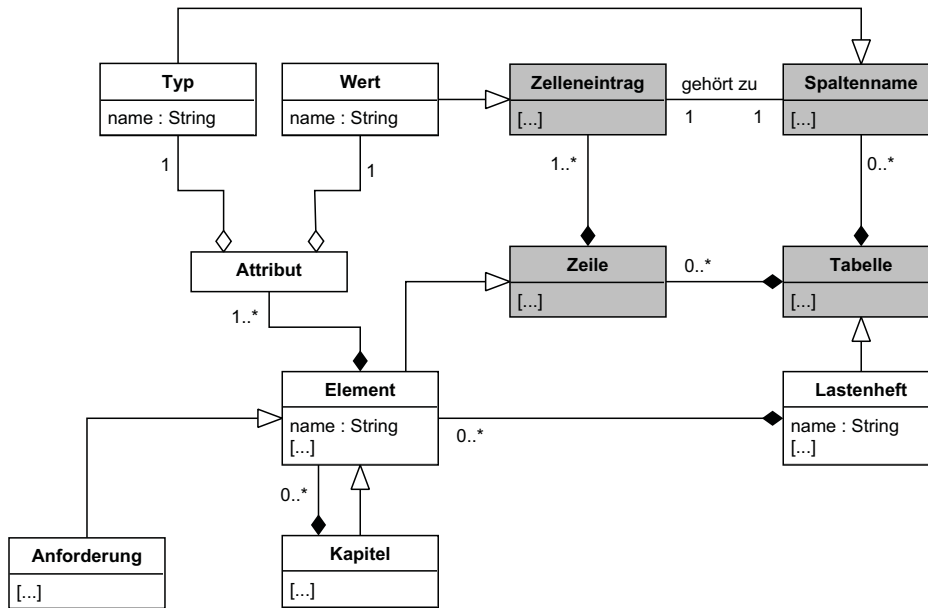 Typ
name : String
Wert
name : String
Zelleneintrag
[...]
gehört zu
1
1
Spaltenname
[...]
1
1
1..*
0..*
Attribut
Zeile
[...]
0..*
Tabelle
[...]
1..*
Element
name : String
[...]
0..*
Lastenheft
name : String
[...]
0..*
Anforderung
[...]
Kapitel
[...]